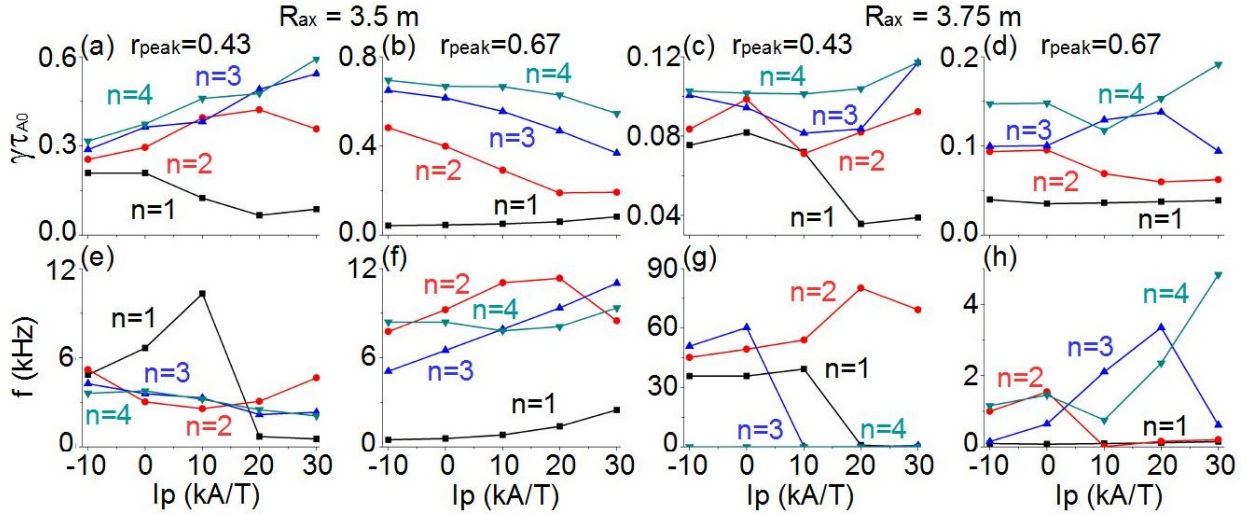 Rax = 3.5 m Rax = 3.75 m
(a) rpeak=0.43 (b) rpeak=0.67 (c) rpeak=0.43 (d) rpeak=0.67
γτA0
0.6 0.3 0.0
n=4 n=3 n=2 n=1
0.8 0.4 0.0
n=4 n=3 n=2 n=1
0.12 0.08 0.04
n=4 n=3 n=2 n=1
0.2 0.1 0.0
n=4 n=3 n=2 n=1
(e) (f) (g) (h)
f (kHz)
12 6 0
n=1 n=3 n=4 n=2
12 6 0
n=2 n=4 n=3 n=1
90 60 30 0
n=2 n=1 n=3 n=4
4 2 0
n=4 n=3 n=2 n=1
-10 0 10 20 30 -10 0 10 20 30 -10 0 10 20 30 -10 0 10 20 30
Ip (kA/T) Ip (kA/T) Ip (kA/T) Ip (kA/T)